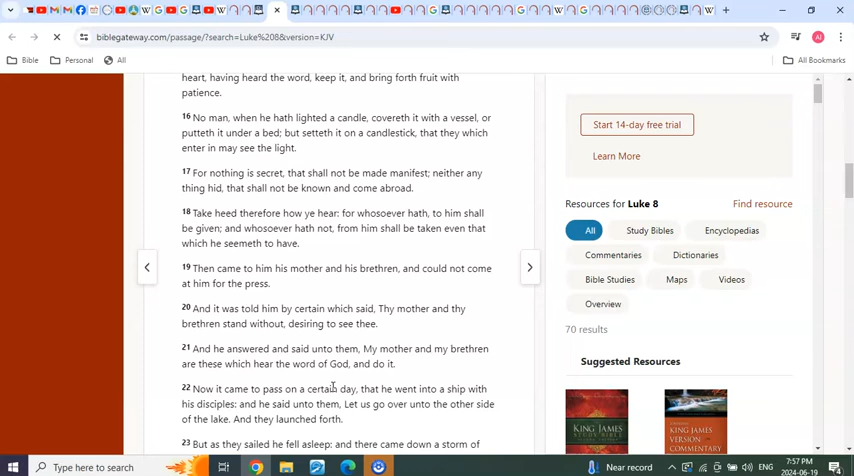 biblegateway.com/passage/?search=Luke%208&version=KJV
AI
Bible
Personal
All
All Bookmarks
heart, having heard the word, keep it, and bring forth fruit with
patience.
16 No man, when he hath lighted a candle, covereth it with a vessel, or
putteth it under a bed; but setteth it on a candlestick, that they which
enter in may see the light.
17 For nothing is secret, that shall not be made manifest; neither any
thing hid, that shall not be known and come abroad.
18 Take heed therefore how ye hear: for whosoever hath, to him shall
be given; and whosoever hath not, from him shall be taken even that
which he seemeth to have.
19 Then came to him his mother and his brethren, and could not come
at him for the press.
20 And it was told him by certain which said, Thy mother and thy
brethren stand without, desiring to see thee.
21 And he answered and said unto them, My mother and my brethren
are these which hear the word of God, and do it.
22 Now it came to pass on a certain day, that he went into a ship with
his disciples: and he said unto them, Let us go over unto the other side
of the lake. And they launched forth.
23 But as they sailed he fell asleep: and there came down a storm of
Start 14-day free trial
Learn More
Resources for Luke 8
Find resource
All
Study Bibles
Encyclopedias
Commentaries
Dictionaries
Bible Studies
Maps
Videos
Overview
70 results
Suggested Resources
KING JAMES
STUDY BIBLE
KING JAMES
VERSION
COMMENTARY
Type here to search
Near record
ENG
7:57 PM
2024-06-19